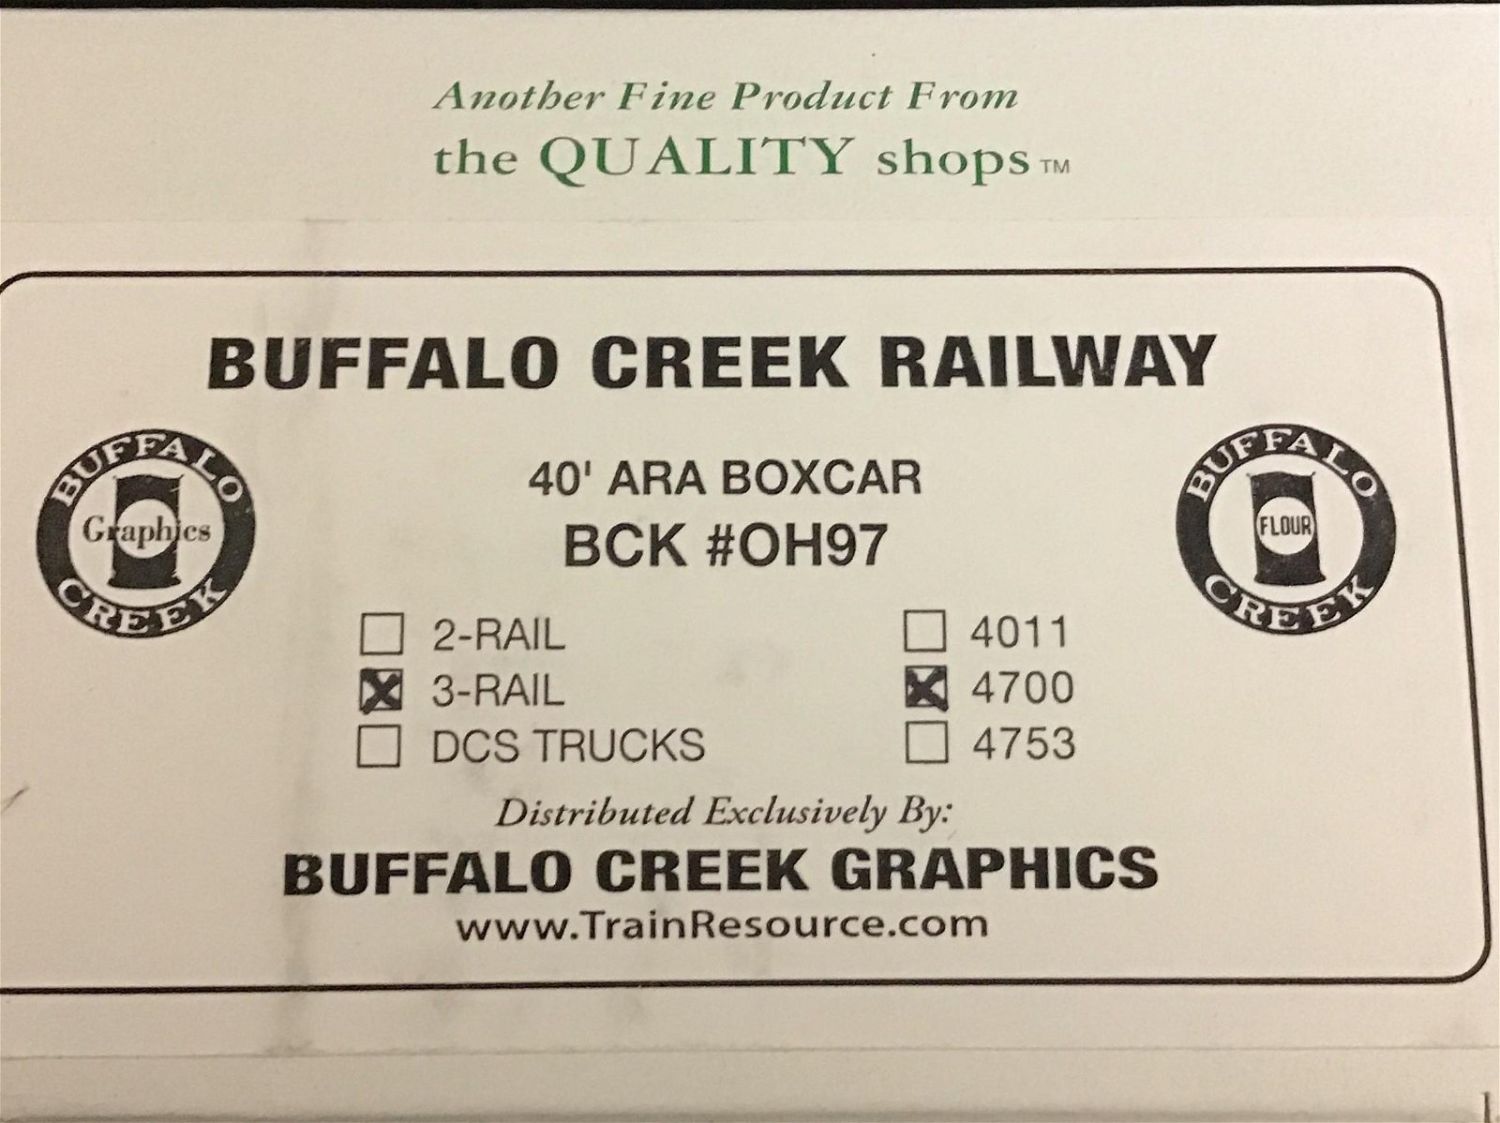 Another Fine Product From
the QUALITY shops™
BUFFALO CREEK RAILWAY
BUFFALO
Graphics
CREEK
40' ARA BOXCAR
BCK #OH97
BUFFALO
FLOUR
CREEK
2-RAIL
4011
3-RAIL
4700
DCS TRUCKS
4753
Distributed Exclusively By:
BUFFALO CREEK GRAPHICS
www.TrainResource.com